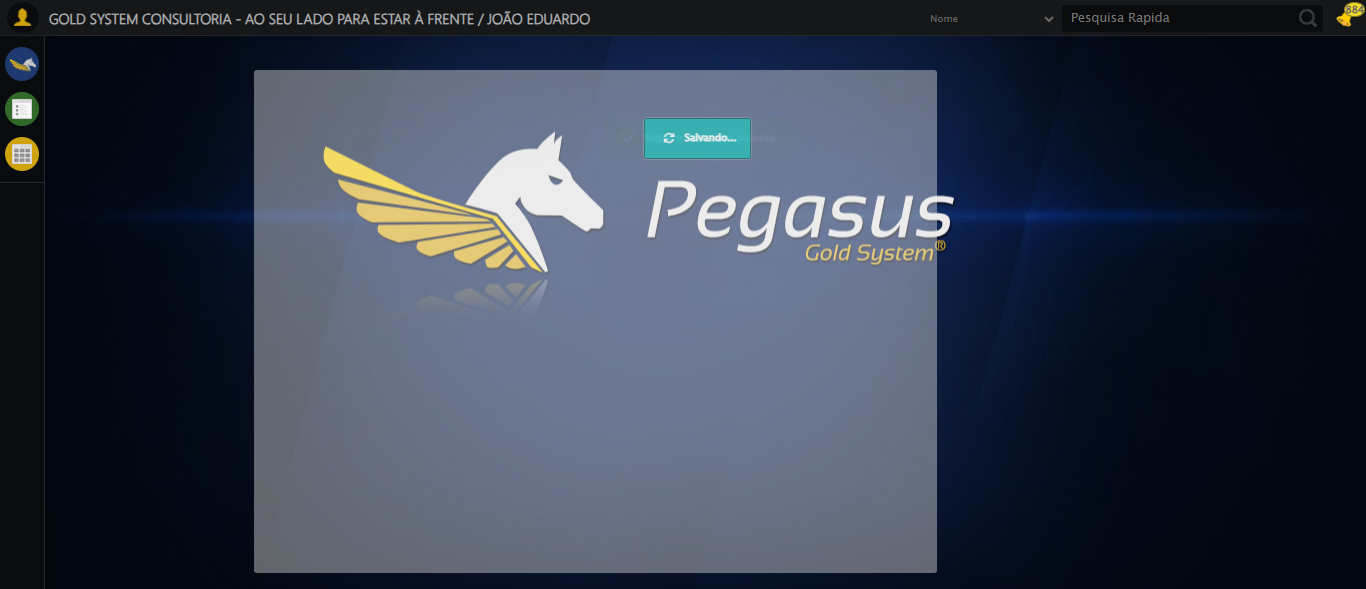 GOLD SYSTEM CONSULTORIA - AO SEU LADO PARA ESTAR À FRENTE / JOÃO EDUARDO
Nome
Pesquisa Rapida
884
Salvando...
Pegasus
Gold System®